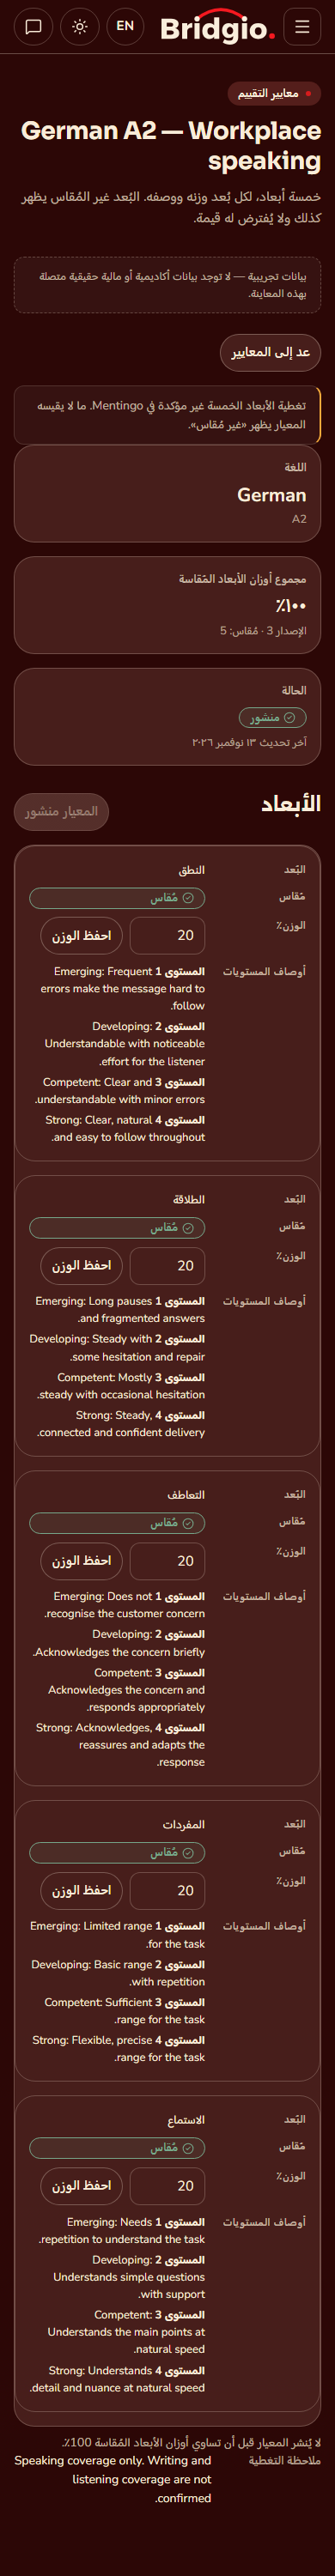 EN
Bridgio.
معايير التقييم
German A2 — Workplace
speaking
خمسة أبعاد، لكل بُعد وزنه ووصفه. البُعد غير المُقاس يظهر
كذلك ولا يُفترض له قيمة.
بيانات تجريبية — لا توجد بيانات أكاديمية أو مالية حقيقية متصلة
بهذه المعاينة.
عد إلى المعايير
تغطية الأبعاد الخمسة غير مؤكدة في Mentingo. ما لا يقيسه
المعيار يظهر «غير مُقاس».
اللغة
German
A2
مجموع أوزان الأبعاد المُقاسة
١٠٠٪
الإصدار 3 · مُقاس: 5
الحالة
منشور
آخر تحديث ١٣ نوفمبر ٢٠٢٦
الأبعاد
المعيار منشور
البُعد
النطق
مُقاس
مُقاس
الوزن٪
20
احفظ الوزن
أوصاف المستويات
المستوى 1 Emerging: Frequent
errors make the message hard to
follow.
المستوى 2 Developing:
Understandable with noticeable
effort for the listener.
المستوى 3 Competent: Clear and
understandable with minor errors.
المستوى 4 Strong: Clear, natural
and easy to follow throughout.
البُعد
الطلاقة
مُقاس
مُقاس
الوزن٪
20
احفظ الوزن
أوصاف المستويات
المستوى 1 Emerging: Long pauses
and fragmented answers.
المستوى 2 Developing: Steady with
some hesitation and repair.
المستوى 3 Competent: Mostly
steady with occasional hesitation.
المستوى 4 Strong: Steady,
connected and confident delivery.
البُعد
التعاطف
مُقاس
مُقاس
الوزن٪
20
احفظ الوزن
أوصاف المستويات
المستوى 1 Emerging: Does not
recognise the customer concern.
المستوى 2 Developing:
Acknowledges the concern briefly.
المستوى 3 Competent:
Acknowledges the concern and
responds appropriately.
المستوى 4 Strong: Acknowledges,
reassures and adapts the
response.
البُعد
المفردات
مُقاس
مُقاس
الوزن٪
20
احفظ الوزن
أوصاف المستويات
المستوى 1 Emerging: Limited range
for the task.
المستوى 2 Developing: Basic range
with repetition.
المستوى 3 Competent: Sufficient
range for the task.
المستوى 4 Strong: Flexible, precise
range for the task.
البُعد
الاستماع
مُقاس
مُقاس
الوزن٪
20
احفظ الوزن
أوصاف المستويات
المستوى 1 Emerging: Needs
repetition to understand the task.
المستوى 2 Developing:
Understands simple questions
with support.
المستوى 3 Competent:
Understands the main points at
natural speed.
المستوى 4 Strong: Understands
detail and nuance at natural speed.
لا يُنشر المعيار قبل أن تساوي أوزان الأبعاد المُقاسة 100٪.
ملاحظة التغطية
Speaking coverage only. Writing and
listening coverage are not
confirmed.